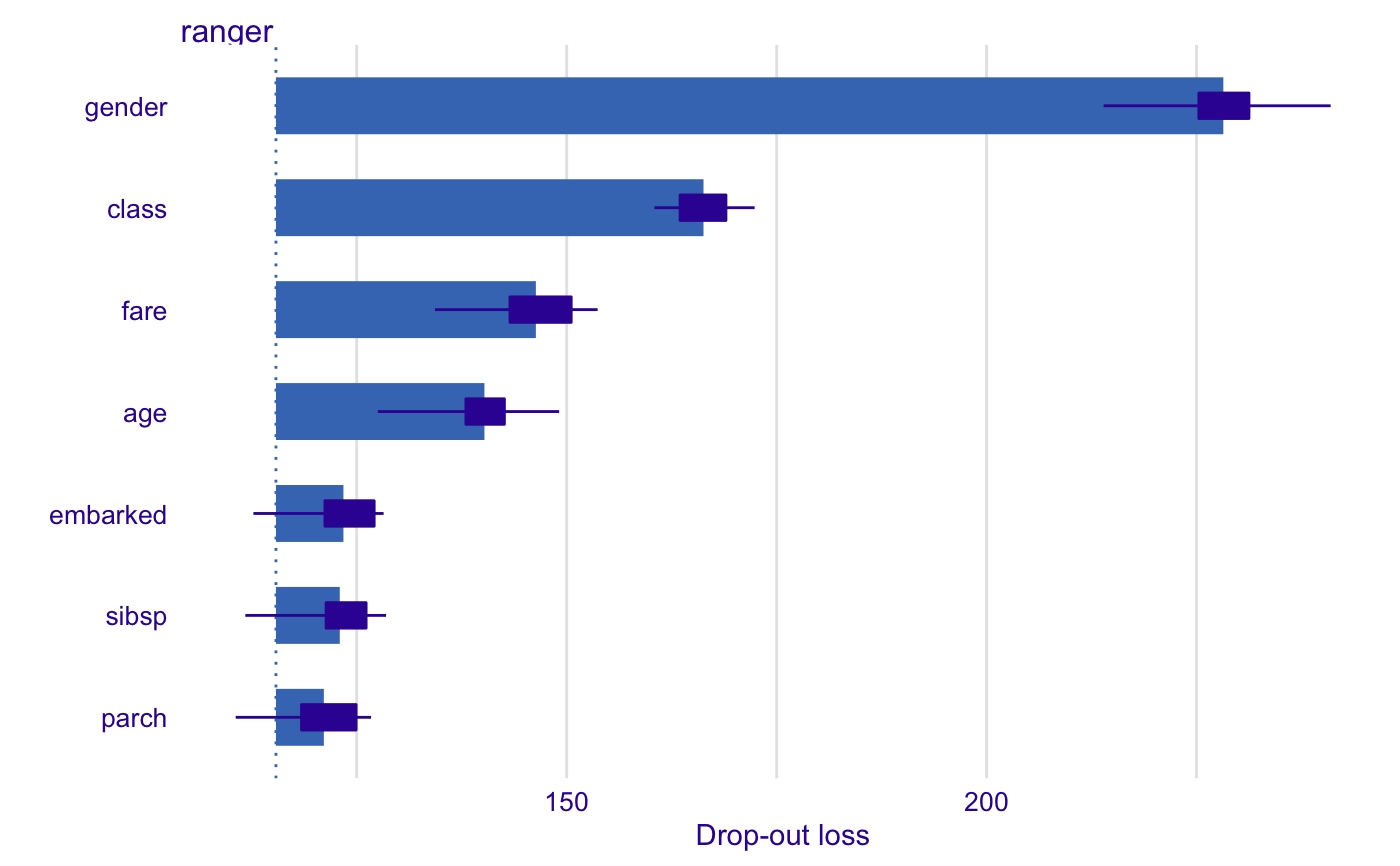 ranger
gender
class
fare
age
embarked
sibsp
parch
150 200
Drop-out loss